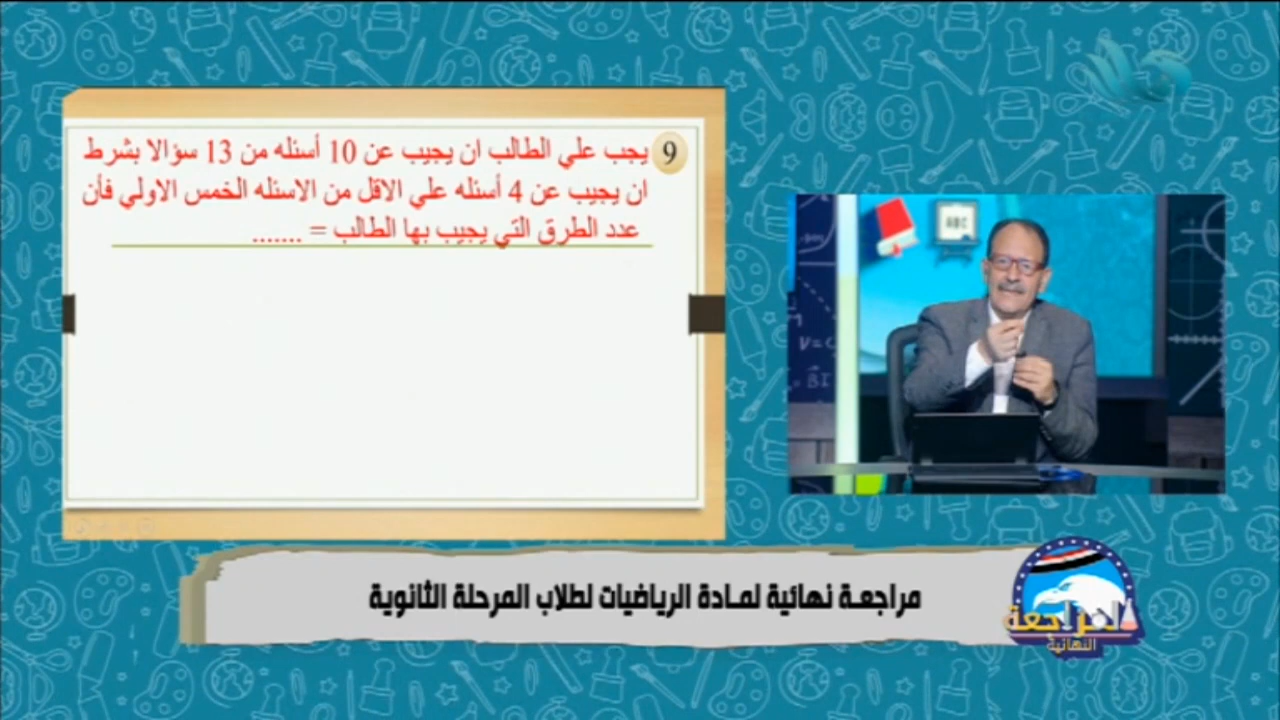 9 يجب علي الطالب ان يجيب عن 10 أسئله من 13 سؤالا بشرط
ان يجيب عن 4 أسئله علي الاقل من الاسئله الخمس الاولي فأن
عدد الطرق التي يجيب بها الطالب = .......
ABC
مراجعة نهائية لمادة الرياضيات لطلاب المرحلة الثانوية
المراجعة
النهائية